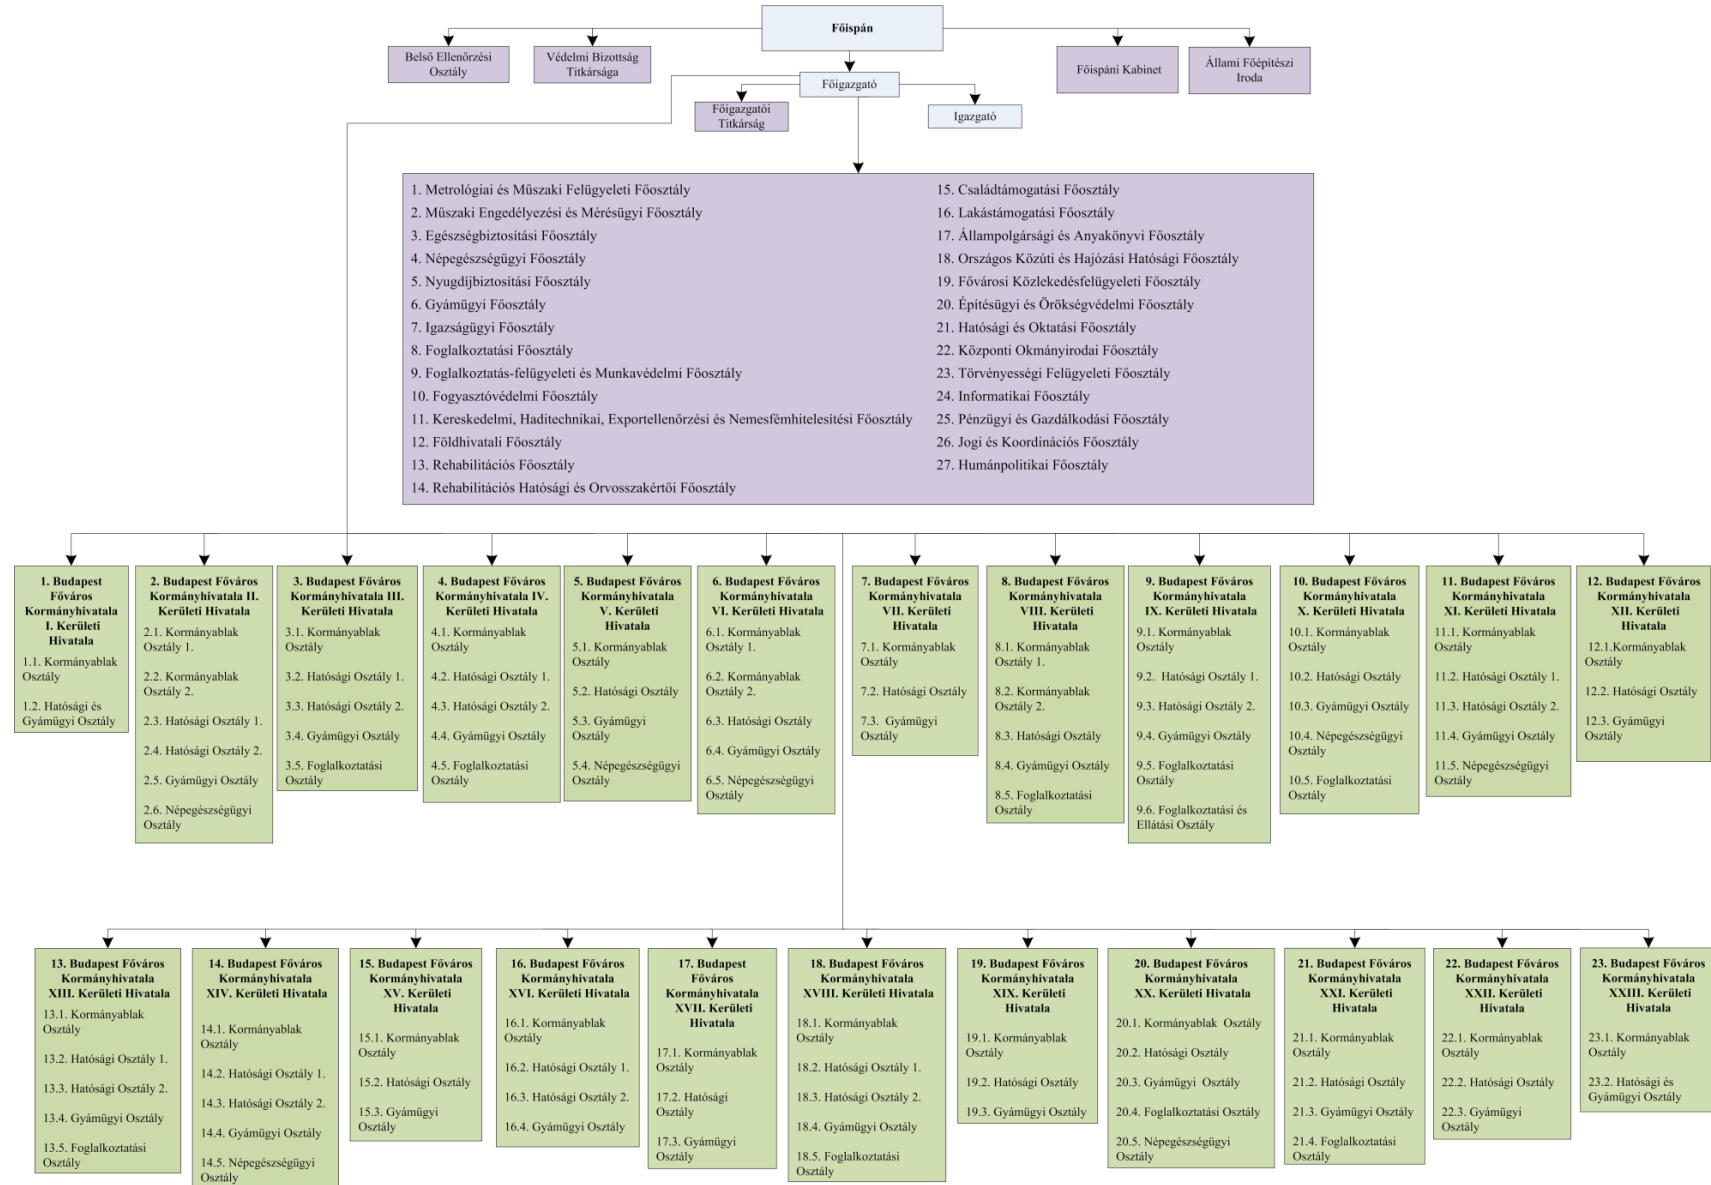 Főispán
Belső Ellenőrzési
Osztály
Védelmi Bizottság
Titkársága
Főispáni Kabinet
Állami Főépítészi
Iroda
Főigazgató
Főigazgatói
Titkárság
Igazgató
1. Metrológiai és Műszaki Felügyeleti Főosztály
2. Műszaki Engedélyezési és Mérésügyi Főosztály
3. Egészségbiztosítási Főosztály
4. Népegészségügyi Főosztály
5. Nyugdíjbiztosítási Főosztály
6. Gyámügyi Főosztály
7. Igazságügyi Főosztály
8. Foglalkoztatási Főosztály
9. Foglalkoztatás-felügyeleti és Munkavédelmi Főosztály
10. Fogyasztóvédelmi Főosztály
11. Kereskedelmi, Haditechnikai, Exportellenőrzési és Nemesfémhitelesítési Főosztály
12. Földhivatali Főosztály
13. Rehabilitációs Főosztály
14. Rehabilitációs Hatósági és Orvosszakértői Főosztály
15. Családtámogatási Főosztály
16. Lakástámogatási Főosztály
17. Állampolgársági és Anyakönyvi Főosztály
18. Országos Közúti és Hajózási Hatósági Főosztály
19. Fővárosi Közlekedésfelügyeleti Főosztály
20. Építésügyi és Örökségvédelmi Főosztály
21. Hatósági és Oktatási Főosztály
22. Központi Okmányirodai Főosztály
23. Törvényességi Felügyeleti Főosztály
24. Informatikai Főosztály
25. Pénzügyi és Gazdálkodási Főosztály
26. Jogi és Koordinációs Főosztály
27. Humánpolitikai Főosztály
1. Budapest
Főváros
Kormányhivatala
I. Kerületi
Hivatala
1.1. Kormányablak
Osztály
1.2. Hatósági és
Gyámügyi Osztály
2. Budapest Főváros
Kormányhivatala II.
Kerületi Hivatala
2.1. Kormányablak
Osztály 1.
2.2. Kormányablak
Osztály 2.
2.3. Hatósági Osztály 1.
2.4. Hatósági Osztály 2.
2.5. Gyámügyi Osztály
2.6. Népegészségügyi
Osztály
3. Budapest Főváros
Kormányhivatala III.
Kerületi Hivatala
3.1. Kormányablak
Osztály
3.2. Hatósági Osztály 1.
3.3. Hatósági Osztály 2.
3.4. Gyámügyi Osztály
3.5. Foglalkoztatási
Osztály
4. Budapest Főváros
Kormányhivatala IV.
Kerületi Hivatala
4.1. Kormányablak
Osztály
4.2. Hatósági Osztály 1.
4.3. Hatósági Osztály 2.
4.4. Gyámügyi Osztály
4.5. Foglalkoztatási
Osztály
5. Budapest Főváros
Kormányhivatala
V. Kerületi
Hivatala
5.1. Kormányablak
Osztály
5.2. Hatósági Osztály
5.3. Gyámügyi
Osztály
5.4. Népegészségügyi
Osztály
6. Budapest Főváros
Kormányhivatala
VI. Kerületi Hivatala
6.1. Kormányablak
Osztály 1.
6.2. Kormányablak
Osztály 2.
6.3. Hatósági Osztály
6.4. Gyámügyi Osztály
6.5. Népegészségügyi
Osztály
7. Budapest Főváros
Kormányhivatala
VII. Kerületi
Hivatala
7.1. Kormányablak
Osztály
7.2. Hatósági Osztály
7.3. Gyámügyi
Osztály
8. Budapest Főváros
Kormányhivatala
VIII. Kerületi
Hivatala
8.1. Kormányablak
Osztály 1.
8.2. Kormányablak
Osztály 2.
8.3. Hatósági Osztály
8.4. Gyámügyi Osztály
8.5. Foglalkoztatási
Osztály
9. Budapest Főváros
Kormányhivatala
IX. Kerületi Hivatala
9.1. Kormányablak
Osztály
9.2. Hatósági Osztály 1.
9.3. Hatósági Osztály 2.
9.4. Gyámügyi Osztály
9.5. Foglalkoztatási
Osztály
9.6. Foglalkoztatási és
Ellátási Osztály
10. Budapest Főváros
Kormányhivatala
X. Kerületi Hivatala
10.1. Kormányablak
Osztály
10.2. Hatósági Osztály
10.3. Gyámügyi Osztály
10.4. Népegészségügyi
Osztály
10.5. Foglalkoztatási
Osztály
11. Budapest Főváros
Kormányhivatala
XI. Kerületi Hivatala
11.1. Kormányablak
Osztály
11.2. Hatósági Osztály 1.
11.3. Hatósági Osztály 2.
11.4. Gyámügyi Osztály
11.5. Népegészségügyi
Osztály
12. Budapest Főváros
Kormányhivatala
XII. Kerületi
Hivatala
12.1.Kormányablak
Osztály
12.2. Hatósági Osztály
12.3. Gyámügyi
Osztály
13. Budapest Főváros
Kormányhivatala
XIII. Kerületi Hivatala
13.1. Kormányablak
Osztály
13.2. Hatósági Osztály 1.
13.3. Hatósági Osztály 2.
13.4. Gyámügyi Osztály
13.5. Foglalkoztatási
Osztály
14. Budapest Főváros
Kormányhivatala
XIV. Kerületi Hivatala
14.1. Kormányablak
Osztály
14.2. Hatósági Osztály 1.
14.3. Hatósági Osztály 2.
14.4. Gyámügyi Osztály
14.5. Népegészségügyi
Osztály
15. Budapest Főváros
Kormányhivatala
XV. Kerületi
Hivatala
15.1. Kormányablak
Osztály
15.2. Hatósági Osztály
15.3. Gyámügyi
Osztály
16. Budapest Főváros
Kormányhivatala
XVI. Kerületi
Hivatala
16.1. Kormányablak
Osztály
16.2. Hatósági Osztály 1.
16.3. Hatósági Osztály 2.
16.4. Gyámügyi Osztály
17. Budapest
Főváros
Kormányhivatala
XVII. Kerületi
Hivatala
17.1. Kormányablak
Osztály
17.2. Hatósági
Osztály
17.3. Gyámügyi
Osztály
18. Budapest Főváros
Kormányhivatala
XVIII. Kerületi
Hivatala
18.1. Kormányablak
Osztály
18.2. Hatósági Osztály 1.
18.3. Hatósági Osztály 2.
18.4. Gyámügyi Osztály
18.5. Foglalkoztatási
Osztály
19. Budapest Főváros
Kormányhivatala
XIX. Kerületi
Hivatala
19.1. Kormányablak
Osztály
19.2. Hatósági Osztály
19.3. Gyámügyi Osztály
20. Budapest Főváros
Kormányhivatala
XX. Kerületi
Hivatala
20.1. Kormányablak Osztály
20.2. Hatósági Osztály
20.3. Gyámügyi Osztály
20.4. Foglalkoztatási Osztály
20.5. Népegészségügyi
Osztály
21. Budapest Főváros
Kormányhivatala
XXI. Kerületi
Hivatala
21.1. Kormányablak
Osztály
21.2. Hatósági Osztály
21.3. Gyámügyi Osztály
21.4. Foglalkoztatási
Osztály
22. Budapest Főváros
Kormányhivatala
XXII. Kerületi
Hivatala
22.1. Kormányablak
Osztály
22.2. Hatósági Osztály
22.3. Gyámügyi
Osztály
23. Budapest Főváros
Kormányhivatala
XXIII. Kerületi
Hivatala
23.1. Kormányablak
Osztály
23.2. Hatósági és
Gyámügyi Osztály